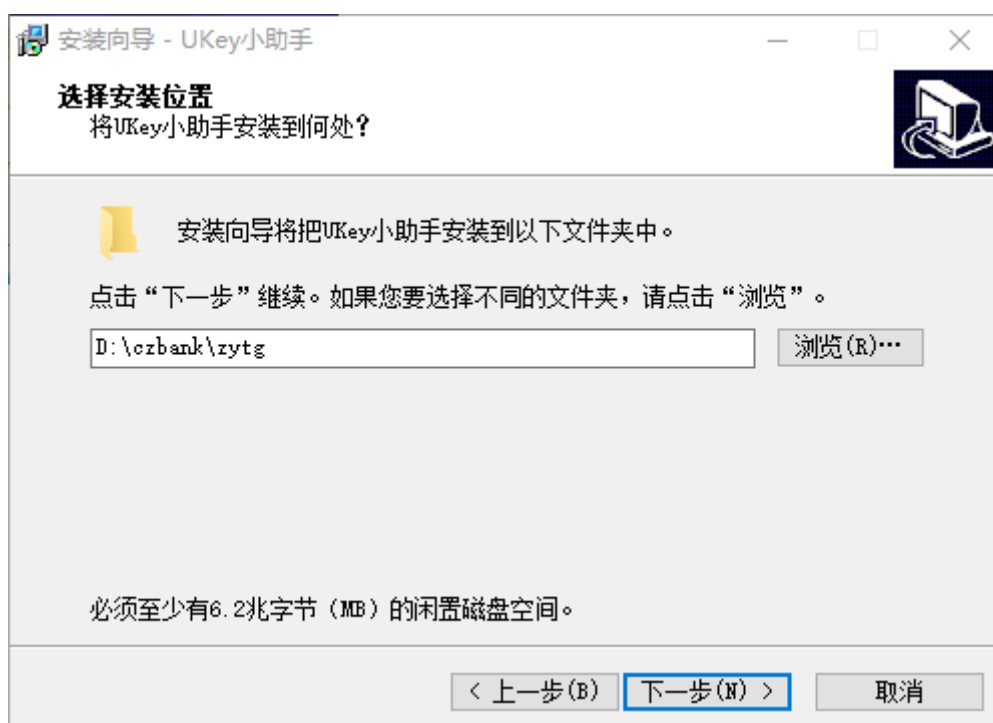 安装向导 - UKey小助手
选择安装位置
将UKey小助手安装到何处？
安装向导将把UKey小助手安装到以下文件夹中。
点击“下一步”继续。如果您要选择不同的文件夹，请点击“浏览”。
D:\czbank\zytg
浏览(R)…
必须至少有6.2兆字节（MB）的闲置磁盘空间。
< 上一步(B)
下一步(N) >
取消